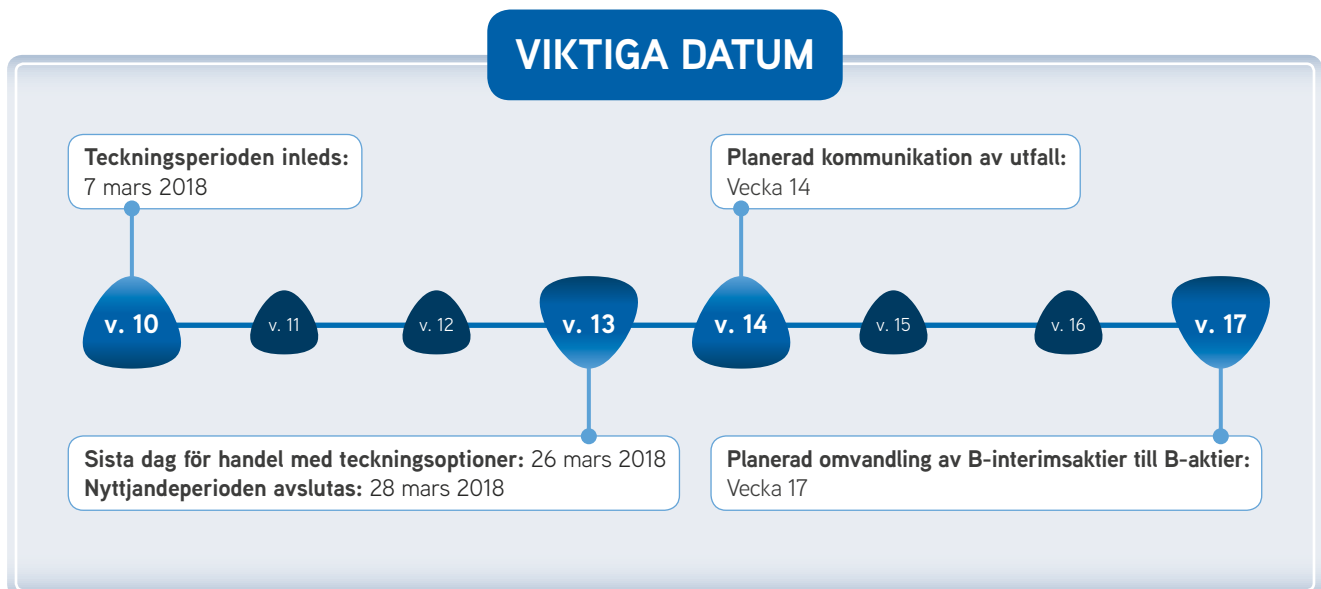 VIKTIGA DATUM
Teckningsperioden inleds:
7 mars 2018
Planerad kommunikation av utfall:
Vecka 14
v. 10
v. 11
v. 12
v. 13
v. 14
v. 15
v. 16
v. 17
Sista dag för handel med teckningsoptioner: 26 mars 2018
Nyttjandeperioden avslutas: 28 mars 2018
Planerad omvandling av B-interimsaktier till B-aktier:
Vecka 17